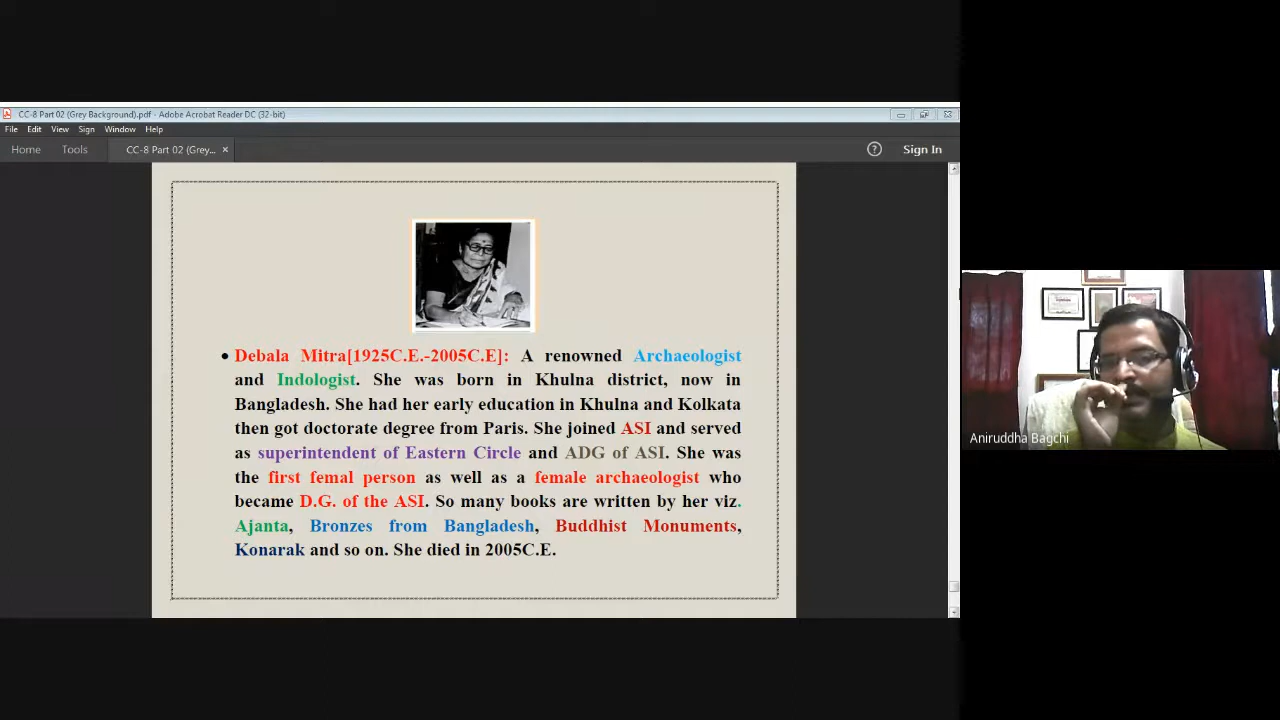 CC-8 Part 02 (Grey Background).pdf - Adobe Acrobat Reader DC (32-bit)
File Edit View Sign Window Help
Home Tools CC-8 Part 02 (Grey... × Sign In
• Debala Mitra[1925C.E.-2005C.E]: A renowned Archaeologist
and Indologist. She was born in Khulna district, now in
Bangladesh. She had her early education in Khulna and Kolkata
then got doctorate degree from Paris. She joined ASI and served
as superintendent of Eastern Circle and ADG of ASI. She was
the first femal person as well as a female archaeologist who
became D.G. of the ASI. So many books are written by her viz.
Ajanta, Bronzes from Bangladesh, Buddhist Monuments,
Konarak and so on. She died in 2005C.E.
Aniruddha Bagchi